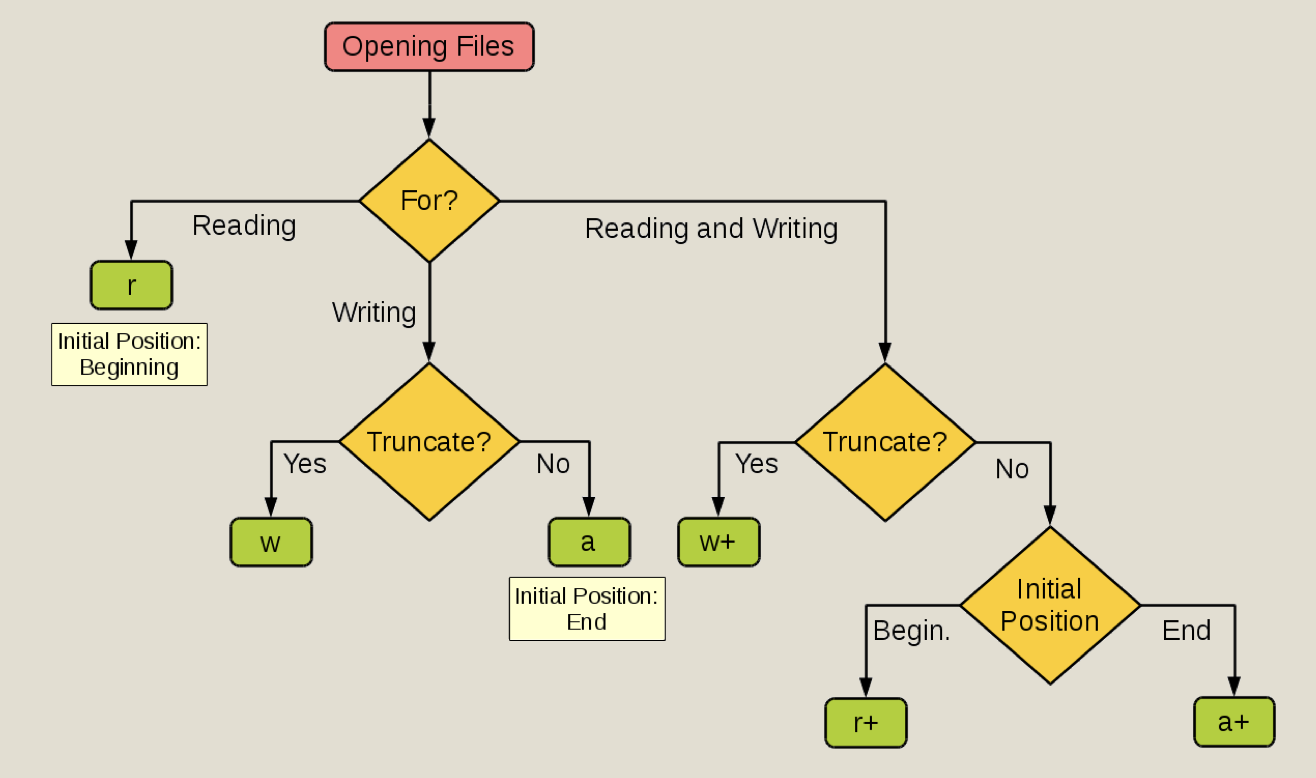 Opening Files
For?
Reading
Reading and Writing
r
Initial Position:
Beginning
Writing
Truncate?
Yes
No
w
a
Initial Position:
End
Truncate?
Yes
No
w+
Initial
Position
Begin.
End
r+
a+